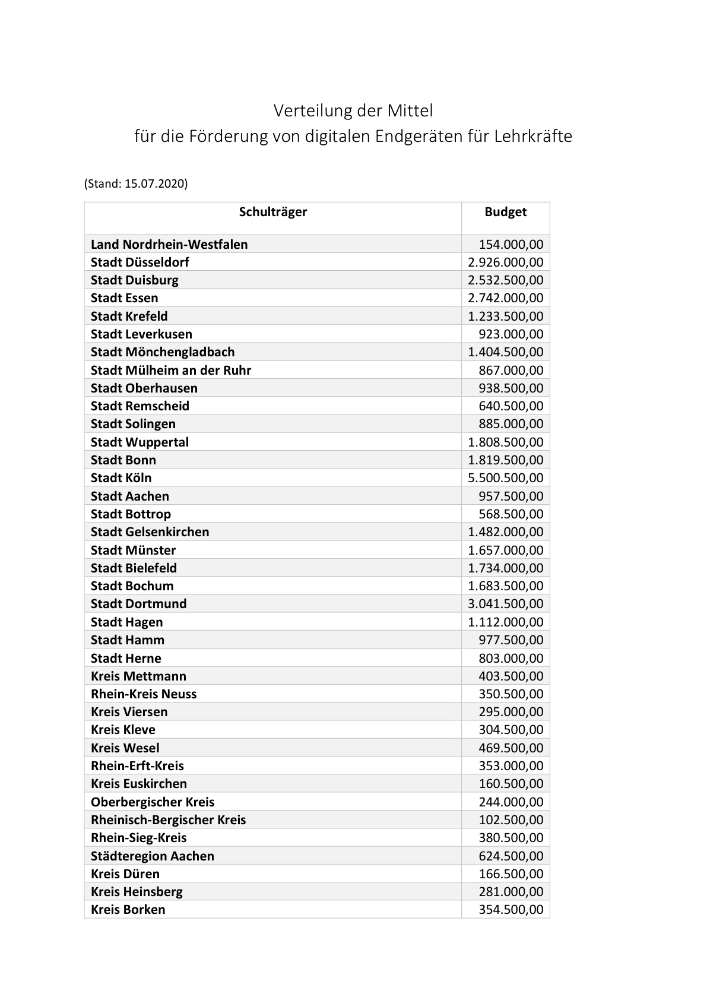 Verteilung der Mittel
für die Förderung von digitalen Endgeräten für Lehrkräfte
(Stand: 15.07.2020)
Schulträger Budget
Land Nordrhein-Westfalen 154.000,00
Stadt Düsseldorf 2.926.000,00
Stadt Duisburg 2.532.500,00
Stadt Essen 2.742.000,00
Stadt Krefeld 1.233.500,00
Stadt Leverkusen 923.000,00
Stadt Mönchengladbach 1.404.500,00
Stadt Mülheim an der Ruhr 867.000,00
Stadt Oberhausen 938.500,00
Stadt Remscheid 640.500,00
Stadt Solingen 885.000,00
Stadt Wuppertal 1.808.500,00
Stadt Bonn 1.819.500,00
Stadt Köln 5.500.500,00
Stadt Aachen 957.500,00
Stadt Bottrop 568.500,00
Stadt Gelsenkirchen 1.482.000,00
Stadt Münster 1.657.000,00
Stadt Bielefeld 1.734.000,00
Stadt Bochum 1.683.500,00
Stadt Dortmund 3.041.500,00
Stadt Hagen 1.112.000,00
Stadt Hamm 977.500,00
Stadt Herne 803.000,00
Kreis Mettmann 403.500,00
Rhein-Kreis Neuss 350.500,00
Kreis Viersen 295.000,00
Kreis Kleve 304.500,00
Kreis Wesel 469.500,00
Rhein-Erft-Kreis 353.000,00
Kreis Euskirchen 160.500,00
Oberbergischer Kreis 244.000,00
Rheinisch-Bergischer Kreis 102.500,00
Rhein-Sieg-Kreis 380.500,00
Städteregion Aachen 624.500,00
Kreis Düren 166.500,00
Kreis Heinsberg 281.000,00
Kreis Borken 354.500,00